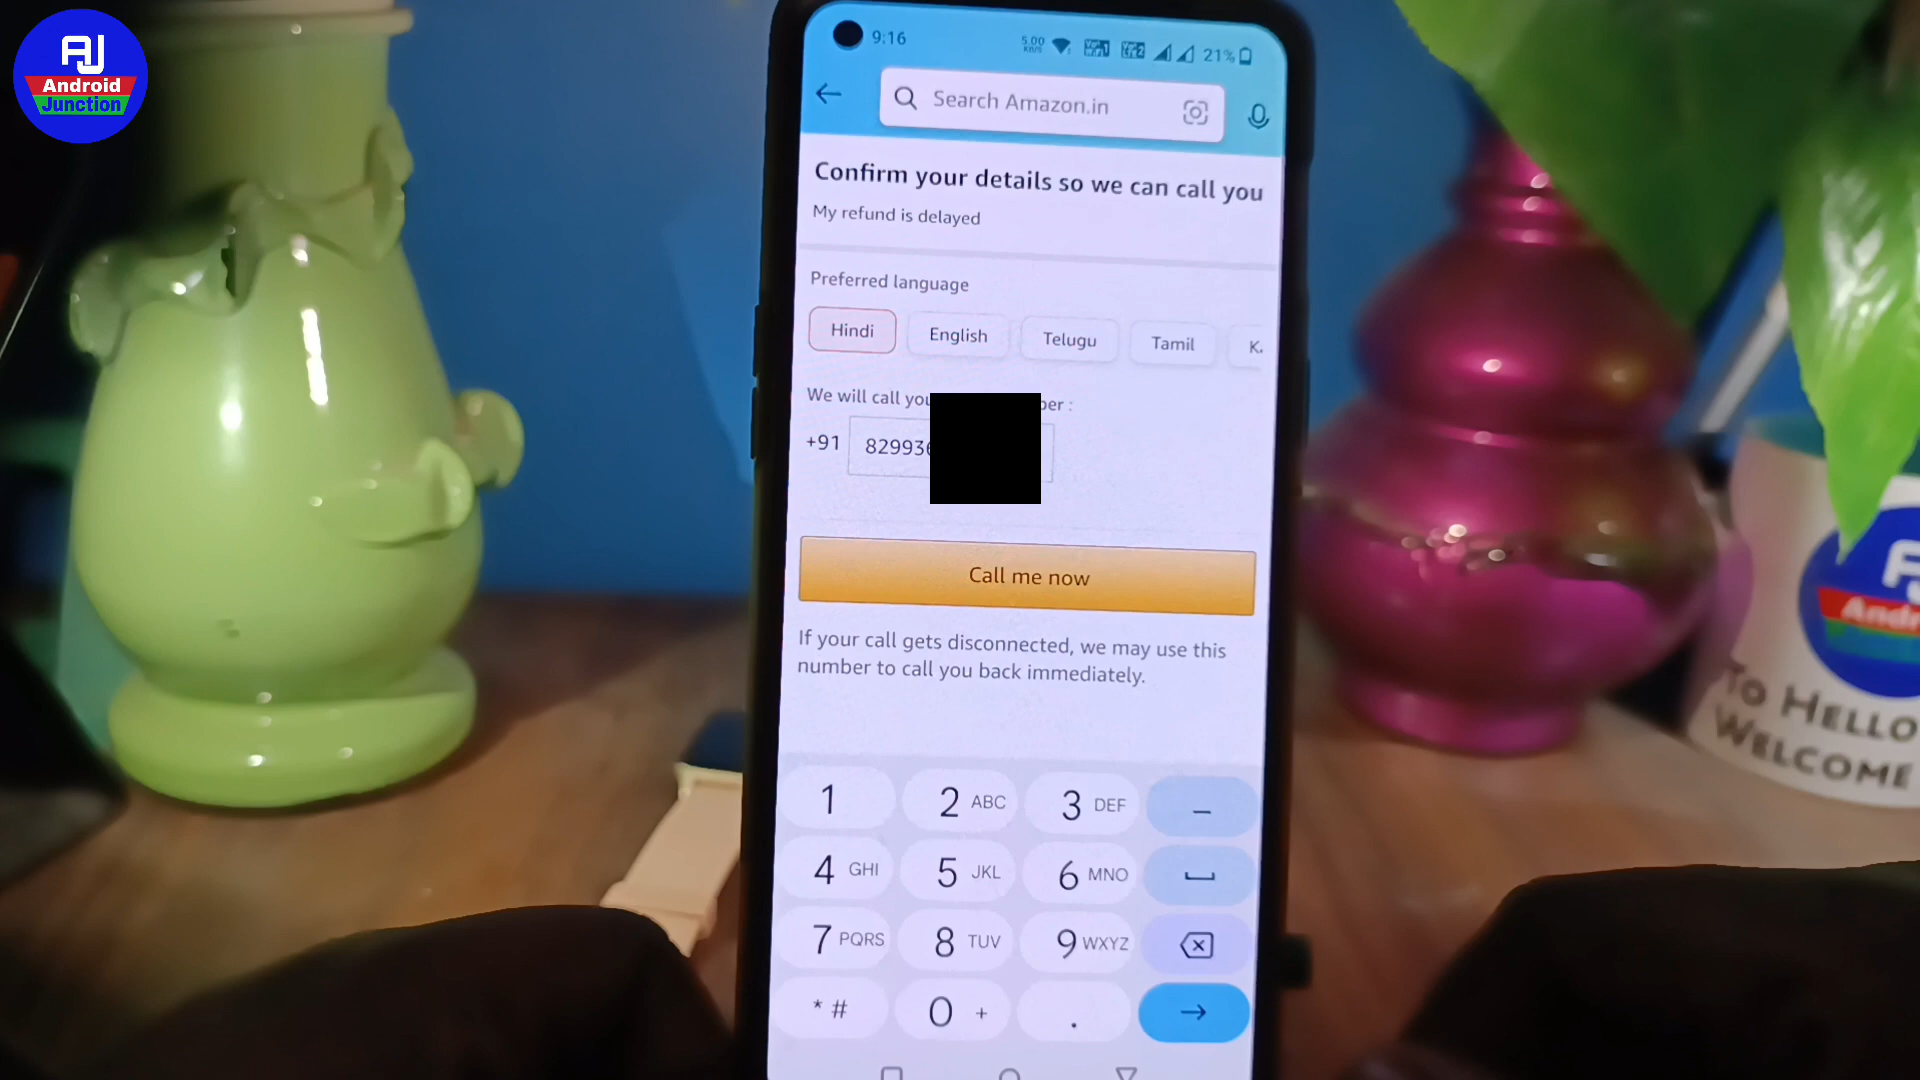 AJ
Android
Junction
9:16
5.00
KB/S
21%
Search Amazon.in
Confirm your details so we can call you
My refund is delayed
Preferred language
Hindi
English
Telugu
Tamil
We will call you
+91
82993
Call me now
If your call gets disconnected, we may use this
number to call you back immediately.
1
2 ABC
3 DEF
_
4 GHI
5 JKL
6 MNO
7 PQRS
8 TUV
9 WXYZ
* #
0 +
.
To Hello
Welcome